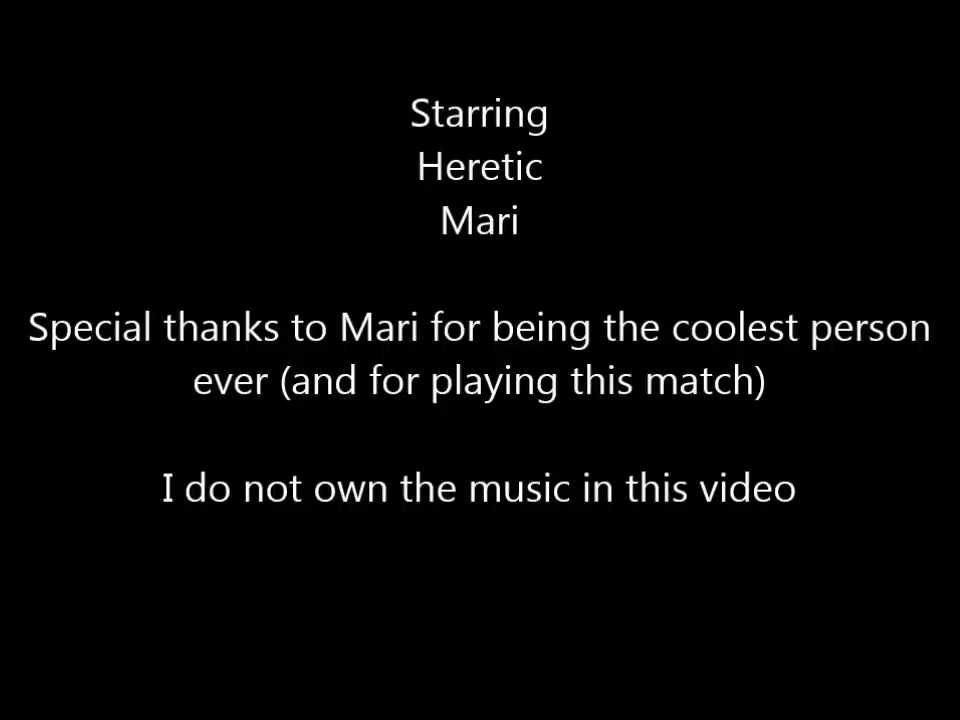 Starring
Heretic
Mari
Special thanks to Mari for being the coolest person
ever (and for playing this match)
I do not own the music in this video